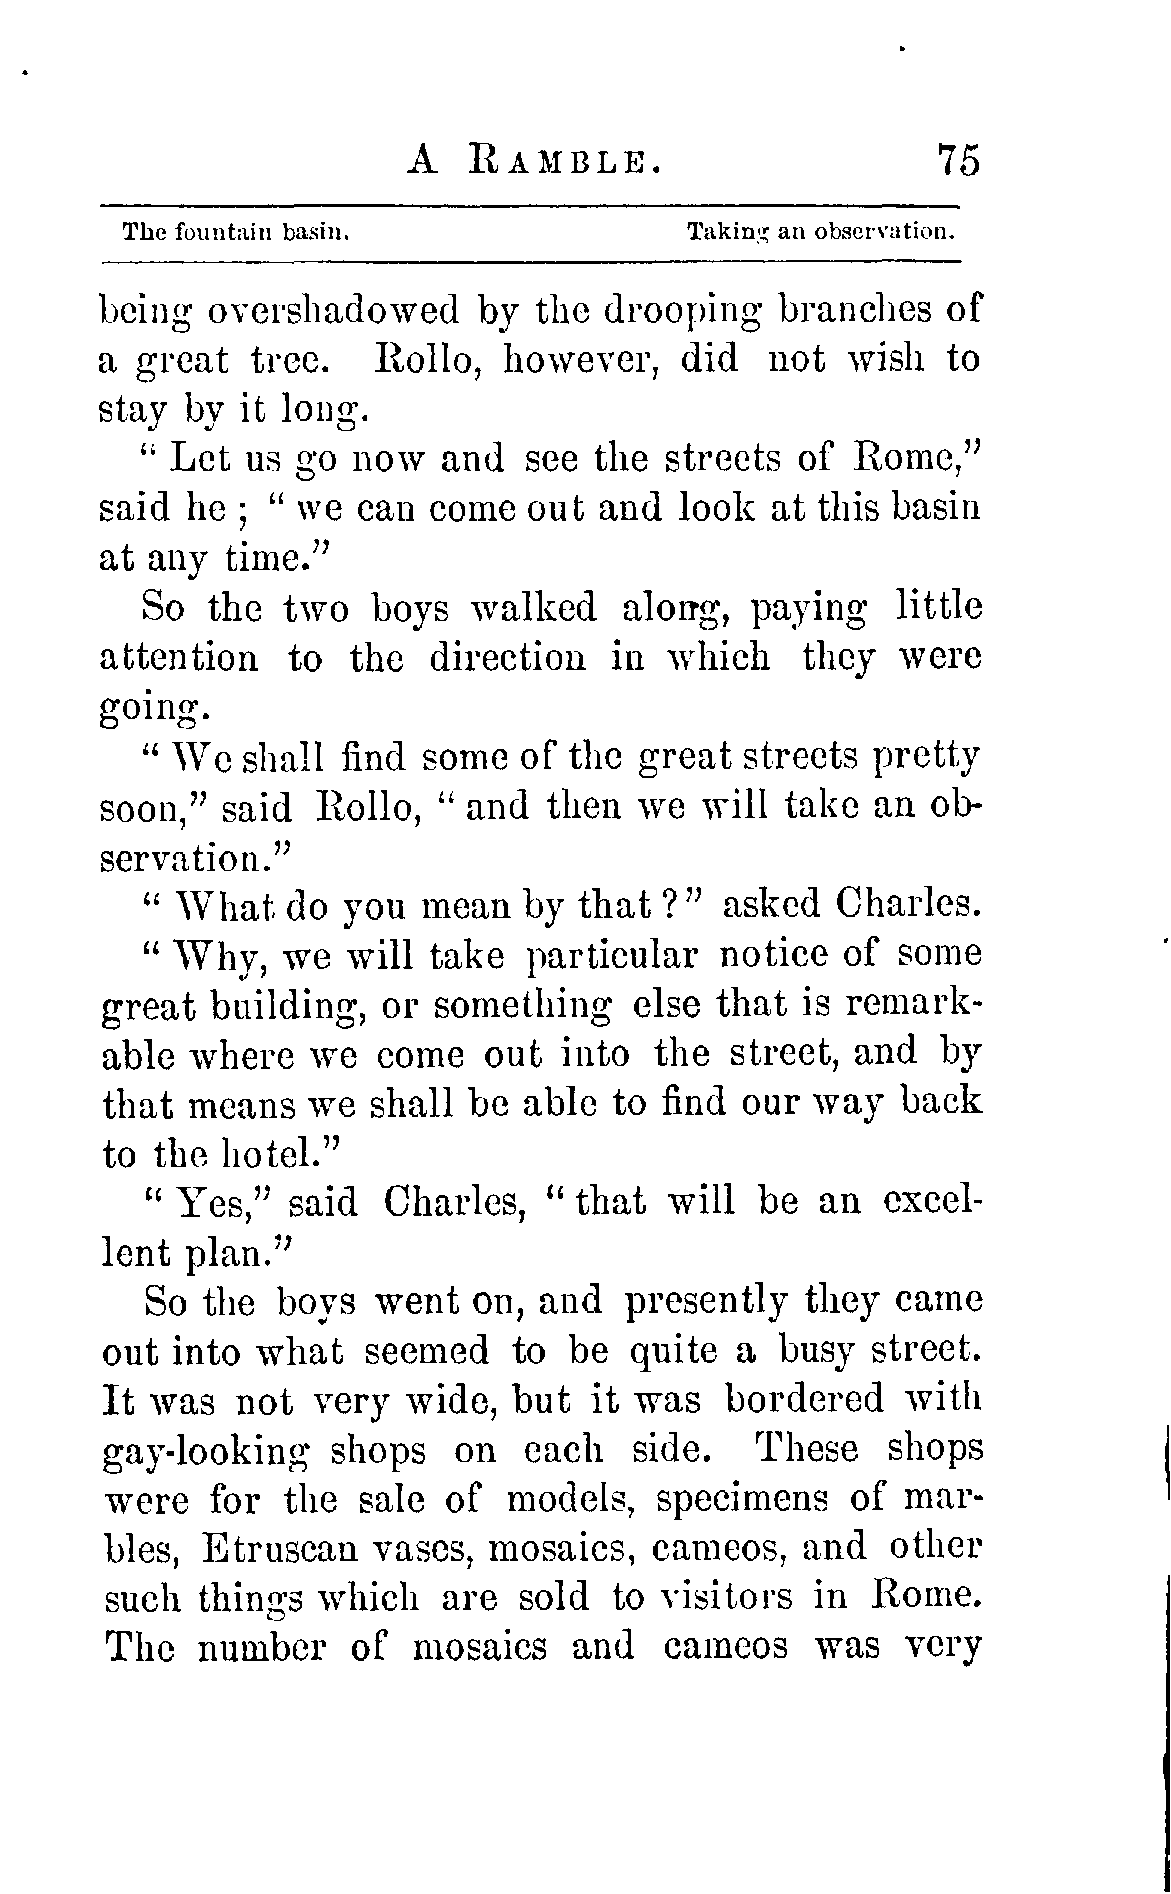 A RAMBLE. 75
The fountain basin. Taking an observation.
being overshadowed by the drooping branches of
a great tree. Rollo, however, did not wish to
stay by it long.
“ Let us go now and see the streets of Rome,”
said he ; “ we can come out and look at this basin
at any time.”
So the two boys walked along, paying little
attention to the direction in which they were
going.
“ We shall find some of the great streets pretty
soon,” said Rollo, “ and then we will take an ob-
servation.”
“ What do you mean by that ? ” asked Charles.
“ Why, we will take particular notice of some
great building, or something else that is remark-
able where we come out into the street, and by
that means we shall be able to find our way back
to the hotel.”
“ Yes,” said Charles, “ that will be an excel-
lent plan.”
So the boys went on, and presently they came
out into what seemed to be quite a busy street.
It was not very wide, but it was bordered with
gay-looking shops on each side. These shops
were for the sale of models, specimens of mar-
bles, Etruscan vases, mosaics, cameos, and other
such things which are sold to visitors in Rome.
The number of mosaics and cameos was very